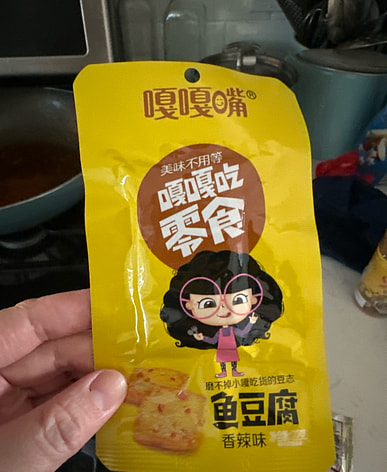 嘎嘎嘴®
美味不用等
嘎嘎吃
零食
磨不掉小嘴吃货的豆志
鱼豆腐
香辣味